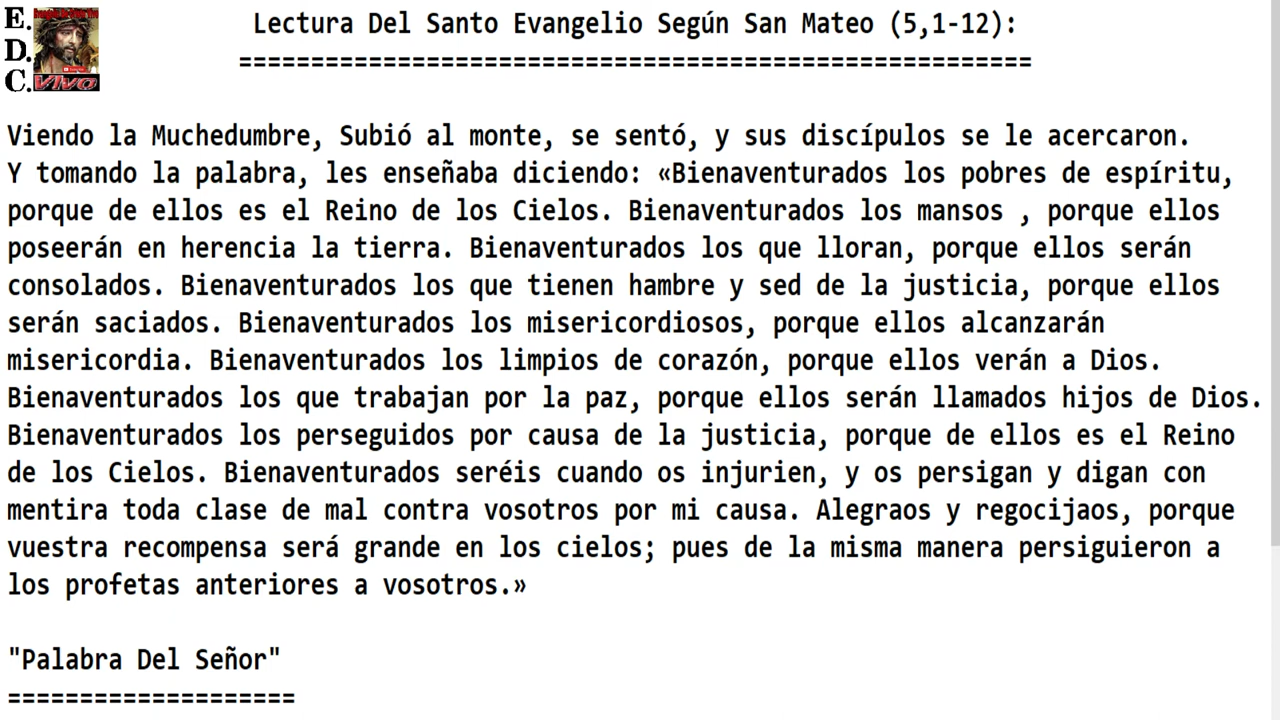 E.
D.
C.
Vivo
Lectura Del Santo Evangelio Según San Mateo (5,1-12):
=======================================================
Viendo la Muchedumbre, Subió al monte, se sentó, y sus discípulos se le acercaron.
Y tomando la palabra, les enseñaba diciendo: «Bienaventurados los pobres de espíritu,
porque de ellos es el Reino de los Cielos. Bienaventurados los mansos , porque ellos
poseerán en herencia la tierra. Bienaventurados los que lloran, porque ellos serán
consolados. Bienaventurados los que tienen hambre y sed de la justicia, porque ellos
serán saciados. Bienaventurados los misericordiosos, porque ellos alcanzarán
misericordia. Bienaventurados los limpios de corazón, porque ellos verán a Dios.
Bienaventurados los que trabajan por la paz, porque ellos serán llamados hijos de Dios.
Bienaventurados los perseguidos por causa de la justicia, porque de ellos es el Reino
de los Cielos. Bienaventurados seréis cuando os injurien, y os persigan y digan con
mentira toda clase de mal contra vosotros por mi causa. Alegraos y regocijaos, porque
vuestra recompensa será grande en los cielos; pues de la misma manera persiguieron a
los profetas anteriores a vosotros.»
"Palabra Del Señor"
====================